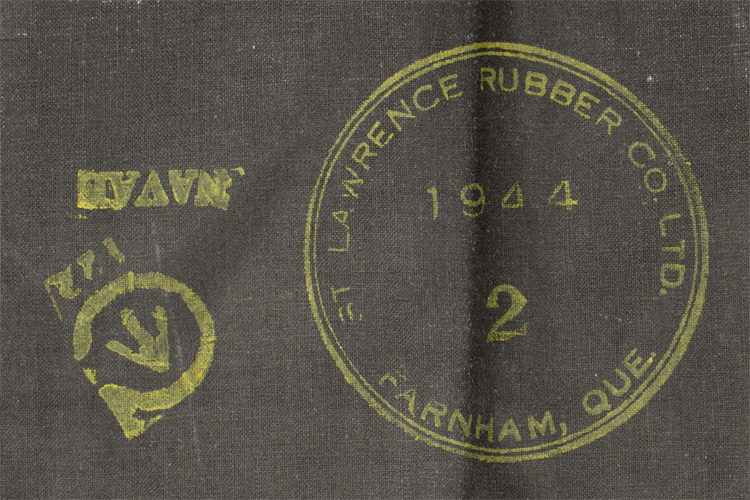 ST LAWRENCE RUBBER CO. LTD.
1944
2
FARNHAM, QUE.